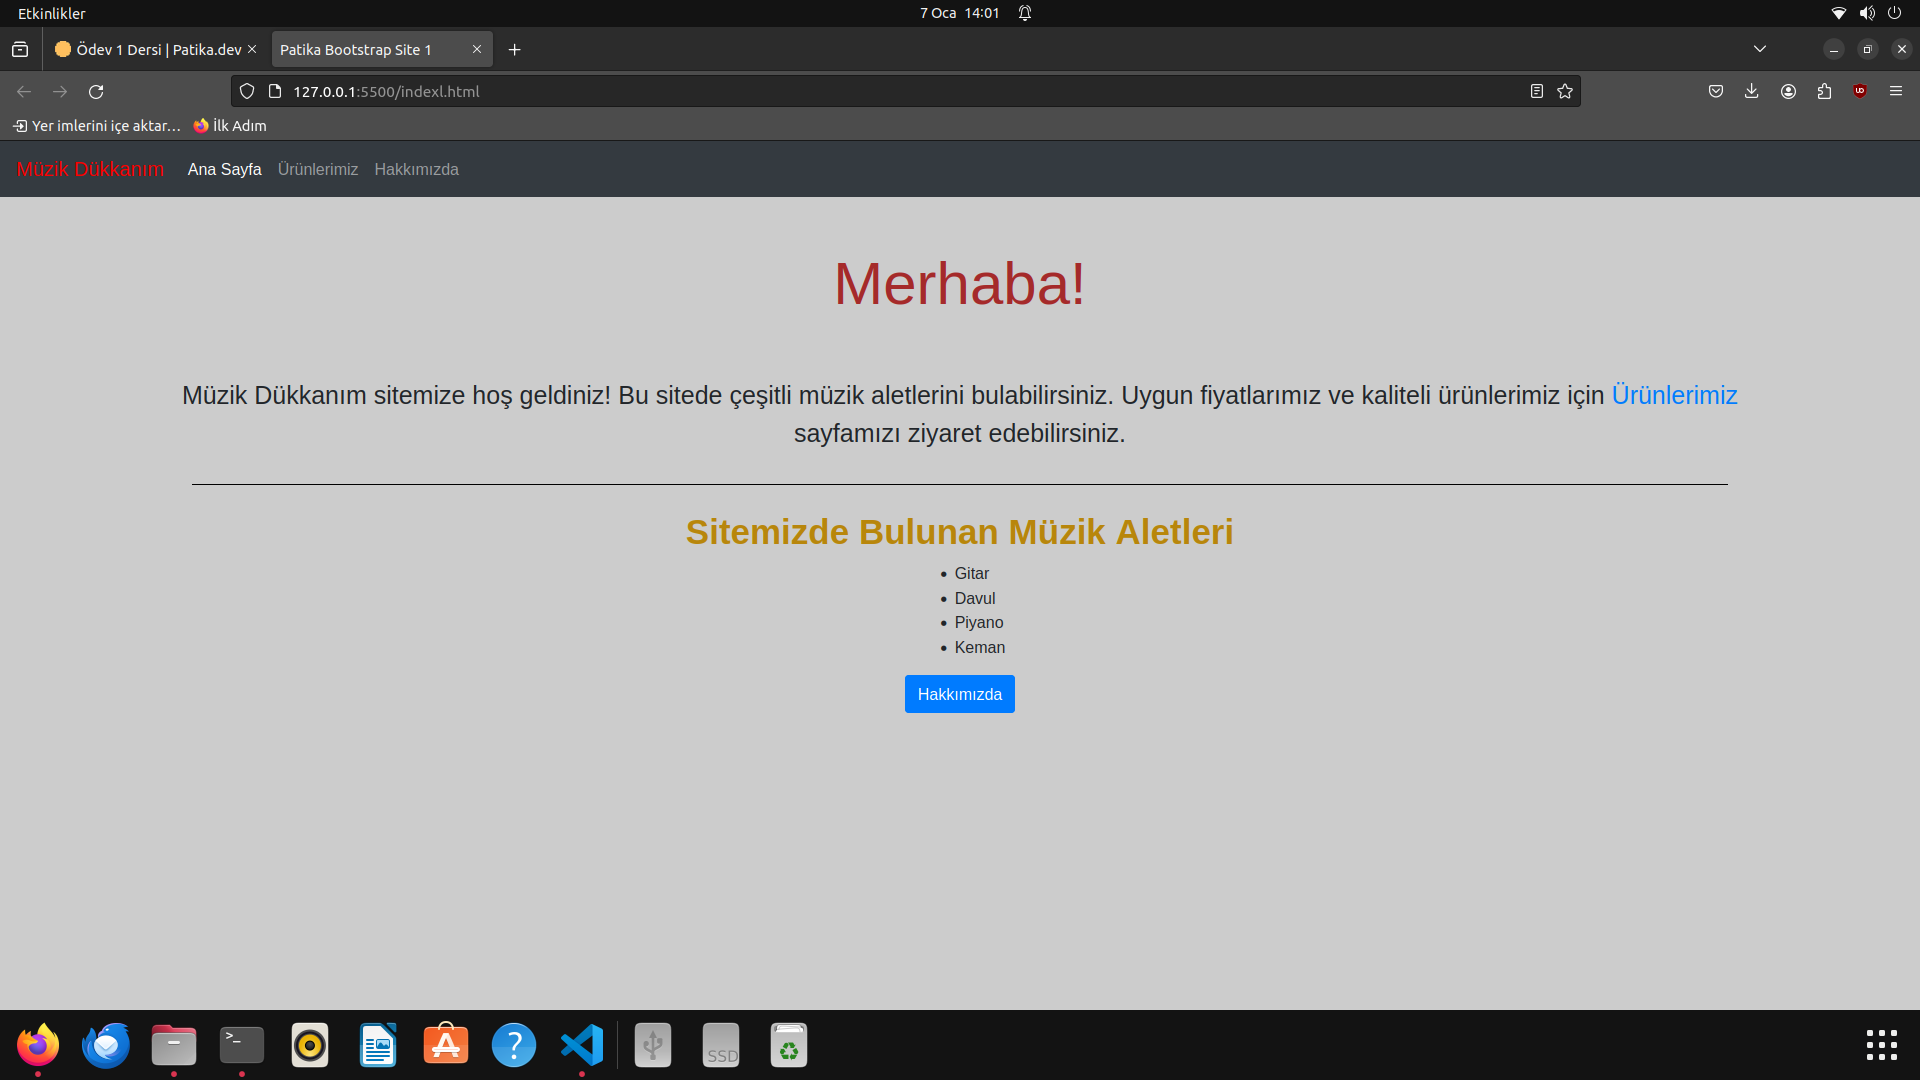 Etkinlikler
7 Oca 14:01
Ödev 1 Dersi | Patika.dev
Patika Bootstrap Site 1
127.0.0.1:5500/indexl.html
Yer imlerini içe aktar…
İlk Adım
Müzik Dükkanım
Ana Sayfa
Ürünlerimiz
Hakkımızda
Merhaba!
Müzik Dükkanım sitemize hoş geldiniz! Bu sitede çeşitli müzik aletlerini bulabilirsiniz. Uygun fiyatlarımız ve kaliteli ürünlerimiz için Ürünlerimiz
sayfamızı ziyaret edebilirsiniz.
Sitemizde Bulunan Müzik Aletleri
• Gitar
• Davul
• Piyano
• Keman
Hakkımızda
>_
?
SSD